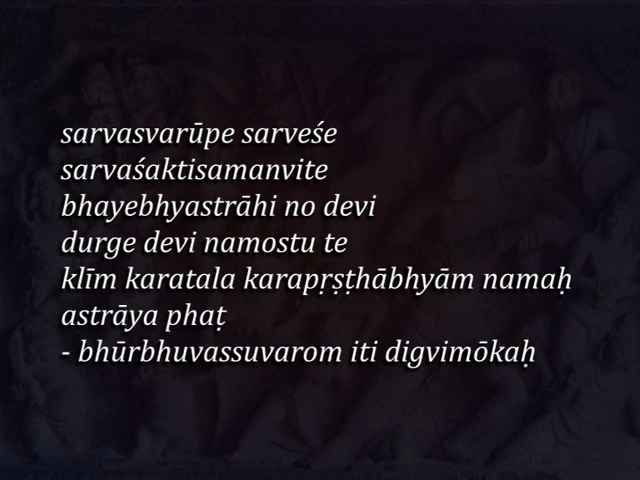 sarvasvarūpe sarveśe
sarvaśaktisamanvite
bhayebhyastrāhi no devi
durge devi namostu te
klīm karatala karapṛṣṭhābhyām namaḥ
astrāya phaṭ
- bhūrbhuvassuvarom iti digvimōkaḥ